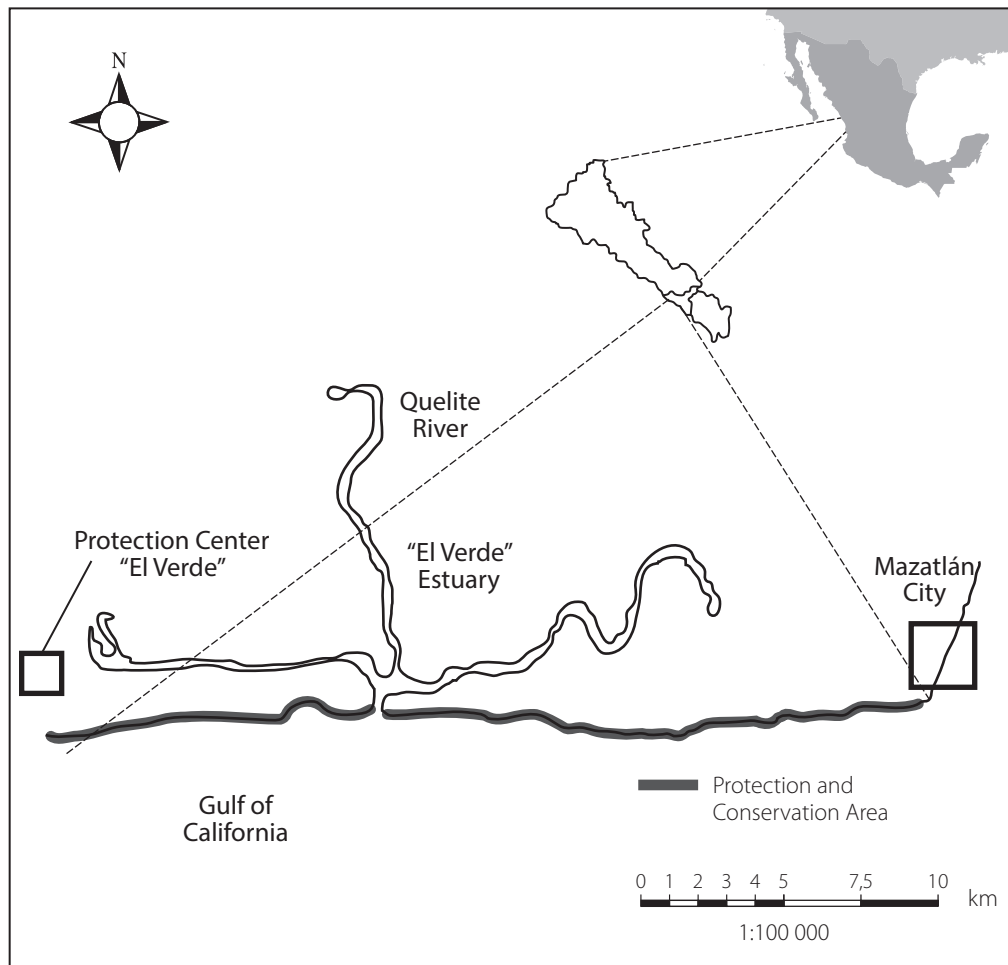 N
Quelite
River
Protection Center
"El Verde"
"El Verde"
Estuary
Mazatlán
City
Gulf of
California
Protection and
Conservation Area
0 1 2 3 4 5 7,5 10
km
1:100 000